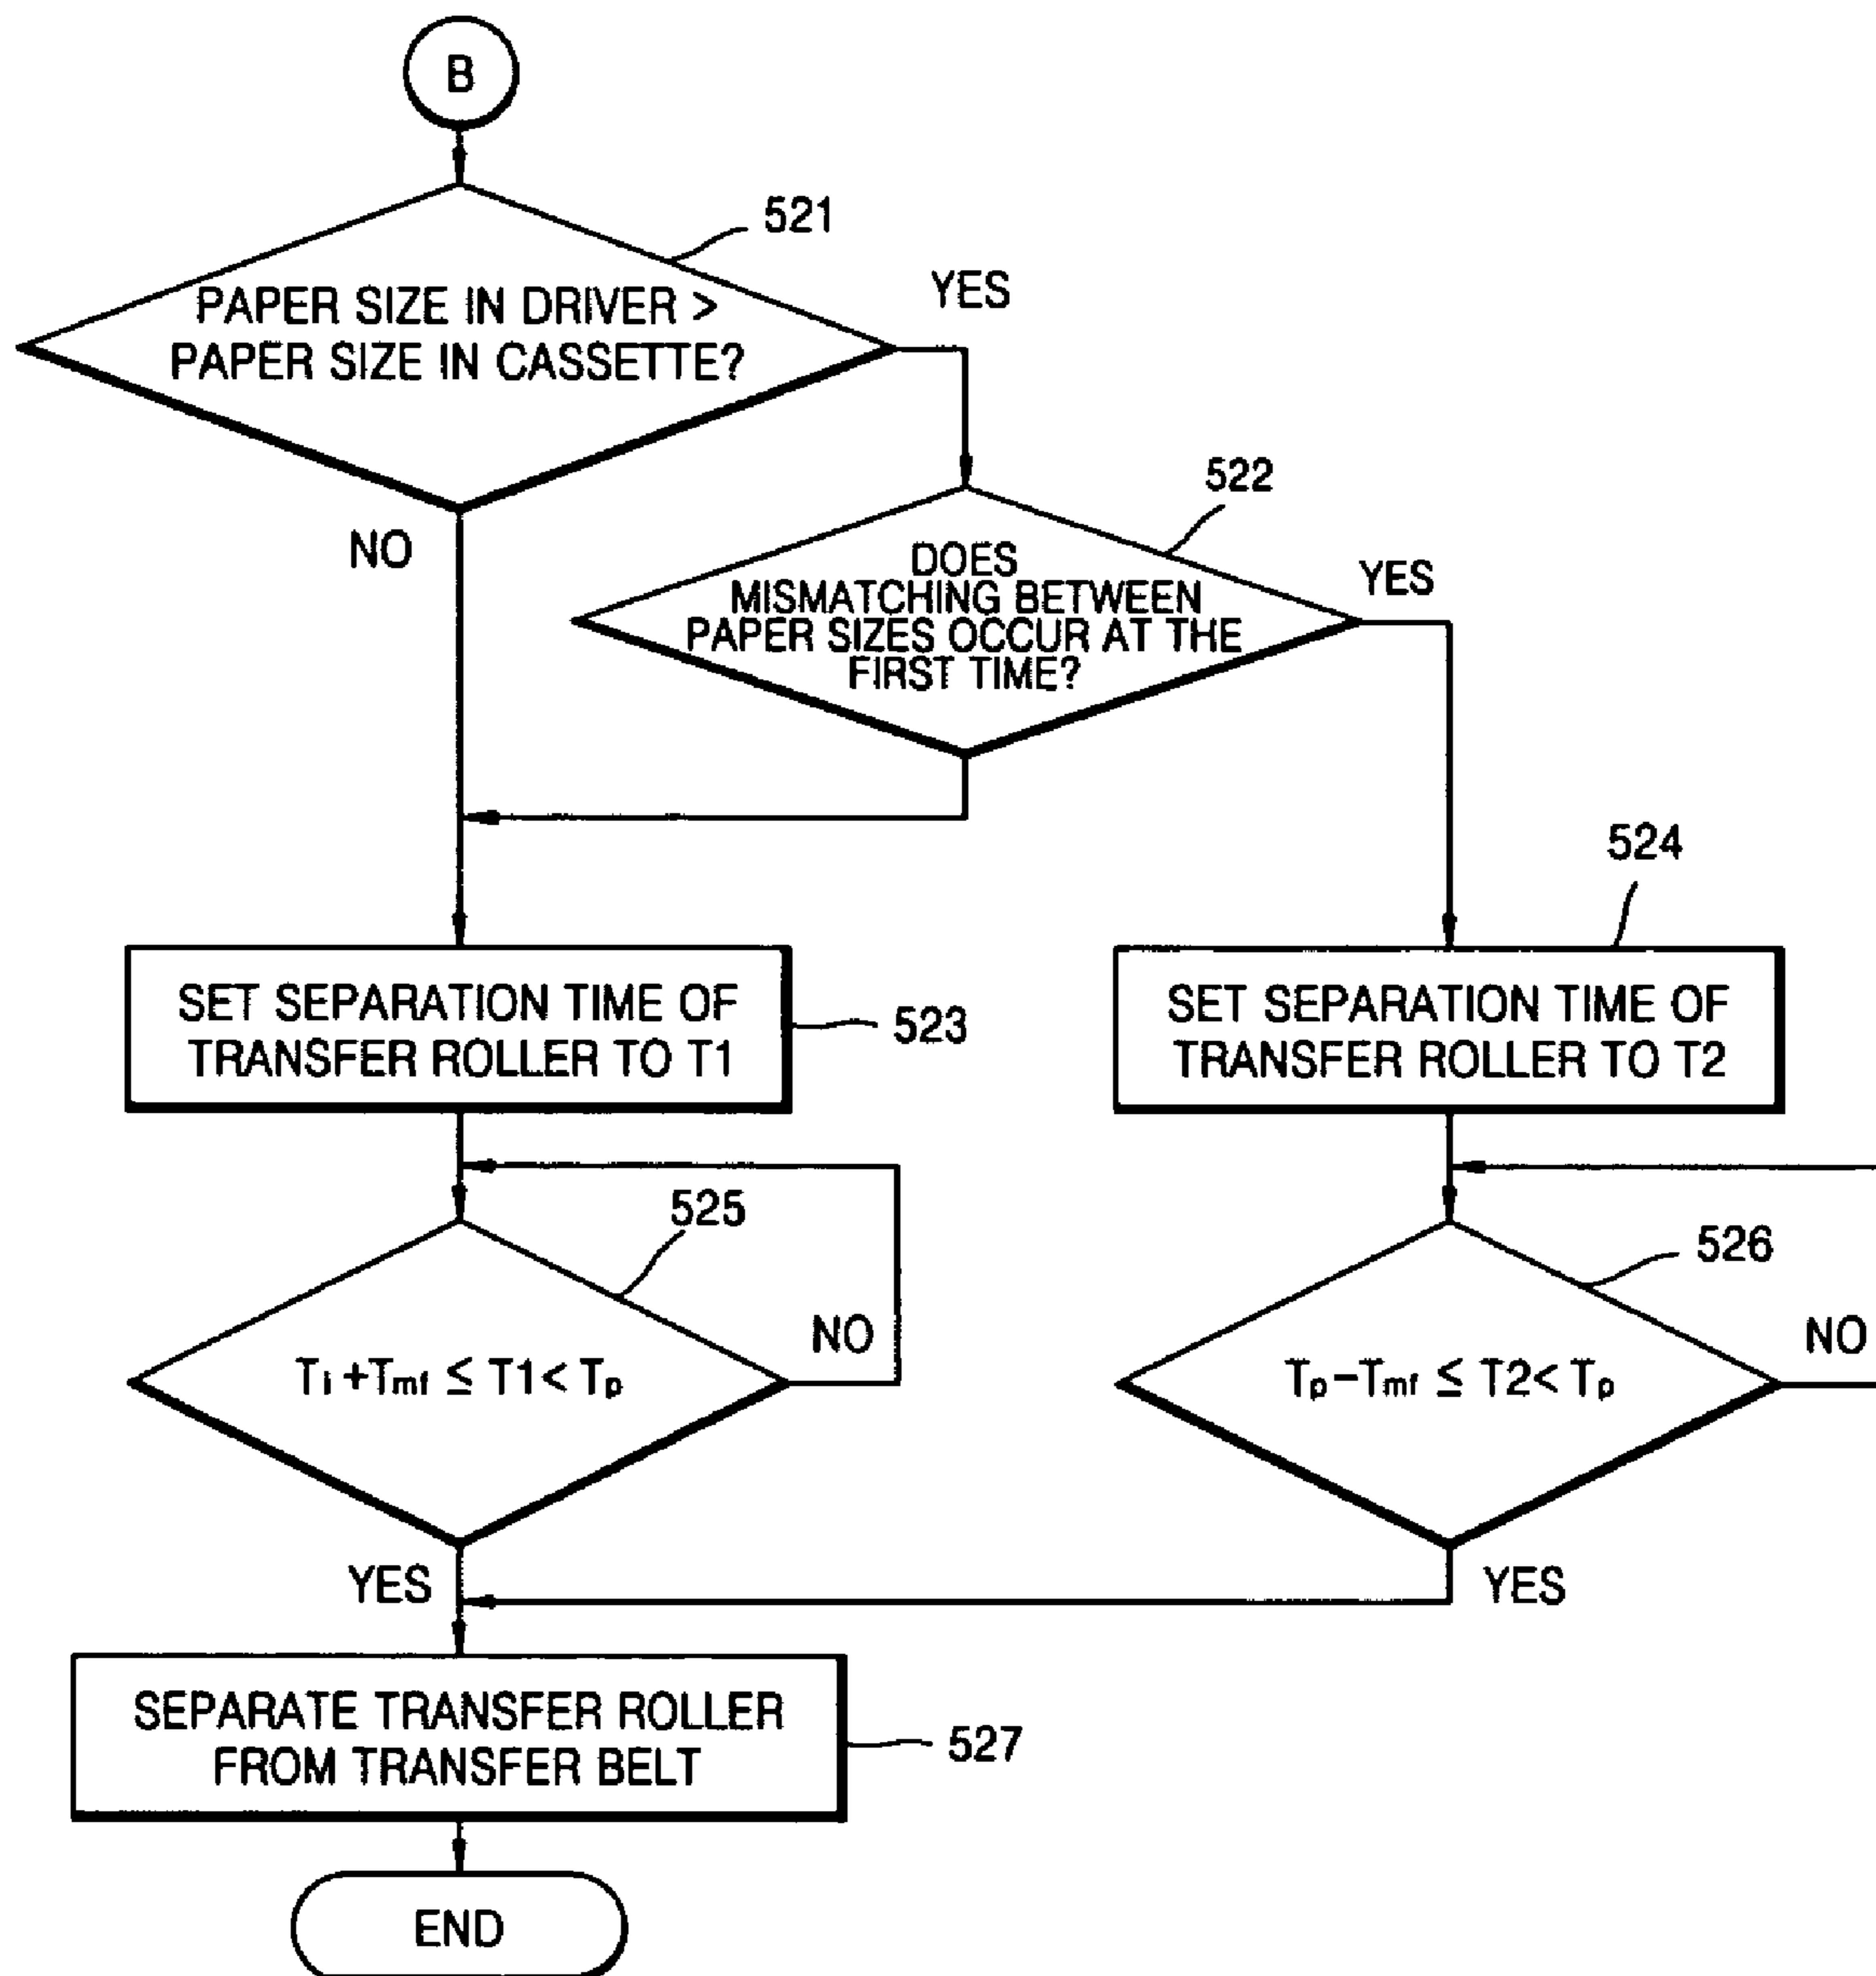 B
521
PAPER SIZE IN DRIVER >
PAPER SIZE IN CASSETTE?
YES
NO
522
DOES
MISMATCHING BETWEEN
PAPER SIZES OCCUR AT THE
FIRST TIME?
YES
524
SET SEPARATION TIME OF
TRANSFER ROLLER TO T1
523
SET SEPARATION TIME OF
TRANSFER ROLLER TO T2
525
Ti +Tmf ≤ T1< Tp
NO
526
Tp−Tmf ≤ T2< Tp
NO
YES
YES
SEPARATE TRANSFER ROLLER
FROM TRANSFER BELT
527
END